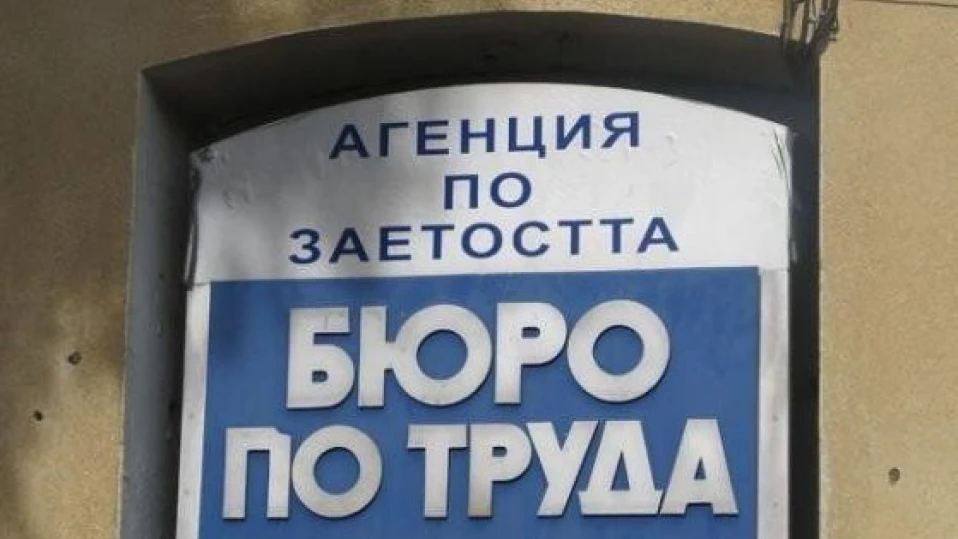 АГЕНЦИЯ
ПО
ЗАЕТОСТТА
БЮРО
ПО ТРУДА